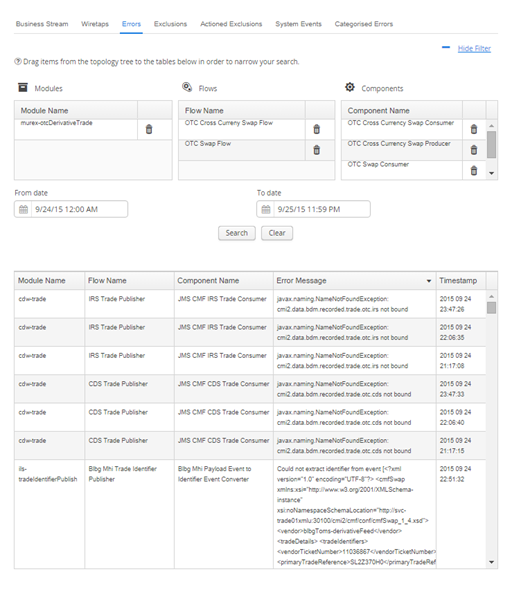 Business Stream Wiretaps Errors Exclusions Actioned Exclusions System Events Categorised Errors
Hide Filter
Drag items from the topology tree to the tables below in order to narrow your search.
Modules
Module Name
murex-otcDerivativeTrade
Flows
Flow Name
OTC Cross Curreny Swap Flow
OTC Swap Flow
Components
Component Name
OTC Cross Currency Swap Consumer
OTC Cross Currency Swap Producer
OTC Swap Consumer
From date
9/24/15 12:00 AM
To date
9/25/15 11:59 PM
Search Clear
Module Name Flow Name Component Name Error Message Timestamp
cdw-trade IRS Trade Publisher JMS CMF IRS Trade Consumer javax.naming.NameNotFoundException: 2015 09 24
cmi2.data.bdm.recorded.trade.otc.irs not bound 23:47:26
cdw-trade IRS Trade Publisher JMS CMF IRS Trade Consumer javax.naming.NameNotFoundException: 2015 09 24
cmi2.data.bdm.recorded.trade.otc.irs not bound 22:06:35
cdw-trade IRS Trade Publisher JMS CMF IRS Trade Consumer javax.naming.NameNotFoundException: 2015 09 24
cmi2.data.bdm.recorded.trade.otc.irs not bound 21:17:08
cdw-trade CDS Trade Publisher JMS CMF CDS Trade Consumer javax.naming.NameNotFoundException: 2015 09 24
cmi2.data.bdm.recorded.trade.otc.cds not bound 23:47:33
cdw-trade CDS Trade Publisher JMS CMF CDS Trade Consumer javax.naming.NameNotFoundException: 2015 09 24
cmi2.data.bdm.recorded.trade.otc.cds not bound 22:06:40
cdw-trade CDS Trade Publisher JMS CMF CDS Trade Consumer javax.naming.NameNotFoundException: 2015 09 24
cmi2.data.bdm.recorded.trade.otc.cds not bound 21:17:15
ils- Blbg Mhi Trade Identifier Blbg Mhi Payload Event to Could not extract identifier from event [<?xml 2015 09 24
tradeIdentifierPublish Publisher Identifier Event Converter version="1.0" encoding="UTF-8"?> <cmfSwap 22:51:32
xmlns:xsi="http://www.w3.org/2001/XMLSchema-
instance"
xsi:noNamespaceSchemaLocation="http://svc-
trade01xmlu:30100/cmi2/cmf/conf/cmfSwap_1_4.xsd">
<vendor>blbgToms-derivativeFeed</vendor>
<tradeDetails> <tradeIdentifiers>
<vendorTicketNumber>11036867</vendorTicketNumber>
<primaryTradeReference>SL2Z370H0</primaryTradeRef